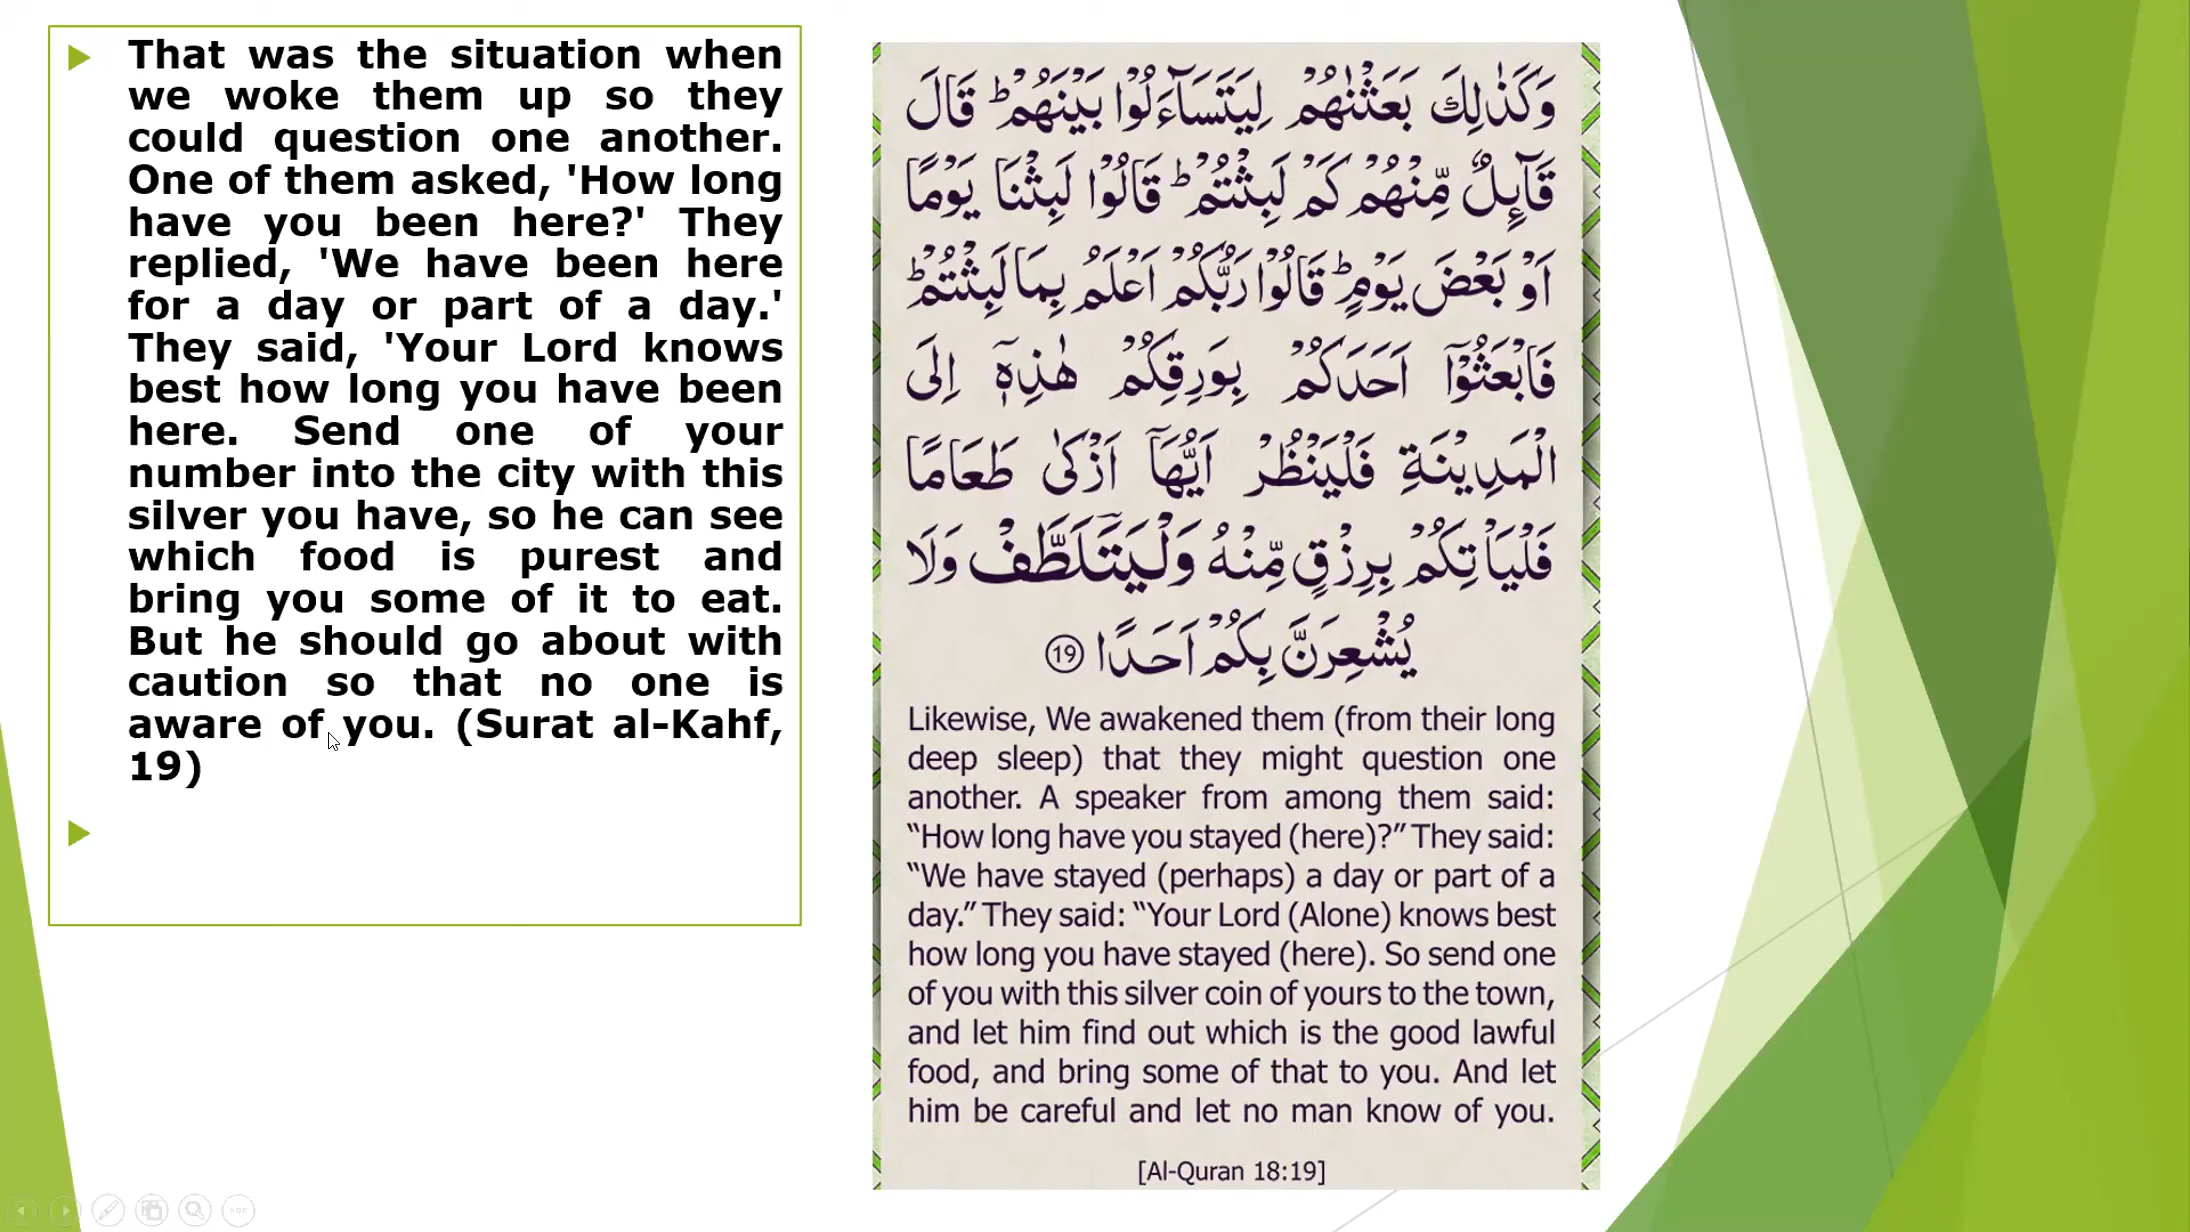 That was the situation when
we woke them up so they
could question one another.
One of them asked, 'How long
have you been here?' They
replied, 'We have been here
for a day or part of a day.'
They said, 'Your Lord knows
best how long you have been
here. Send one of your
number into the city with this
silver you have, so he can see
which food is purest and
bring you some of it to eat.
But he should go about with
caution so that no one is
aware of you. (Surat al-Kahf,
19)
وَكَذٰلِكَ بَعَثْنٰهُمْ لِيَتَسَآءَلُوْا بَيْنَهُمْ ؕ قَالَ
قَآئِلٌ مِّنْهُمْ كَمْ لَبِثْتُمْ ؕ قَالُوْا لَبِثْنَا يَوْمًا
اَوْ بَعْضَ يَوْمٍ ؕ قَالُوْا رَبُّكُمْ اَعْلَمُ بِمَا لَبِثْتُمْ ؕ
فَابْعَثُوْٓا اَحَدَكُمْ بِوَرِقِكُمْ هٰذِهٖٓ اِلَى
الْمَدِيْنَةِ فَلْيَنْظُرْ اَيُّهَآ اَزْكٰى طَعَامًا
فَلْيَاْتِكُمْ بِرِزْقٍ مِّنْهُ وَلْيَتَلَطَّفْ وَلَا
يُشْعِرَنَّ بِكُمْ اَحَدًا ⑲
Likewise, We awakened them (from their long
deep sleep) that they might question one
another. A speaker from among them said:
“How long have you stayed (here)?” They said:
“We have stayed (perhaps) a day or part of a
day.” They said: “Your Lord (Alone) knows best
how long you have stayed (here). So send one
of you with this silver coin of yours to the town,
and let him find out which is the good lawful
food, and bring some of that to you. And let
him be careful and let no man know of you.
[Al-Quran 18:19]